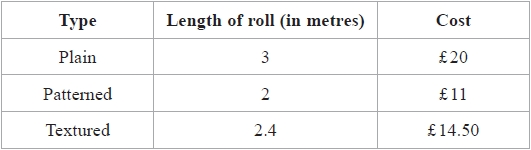 Type Length of roll (in metres) Cost
Plain 3 £20
Patterned 2 £11
Textured 2.4 £14.50